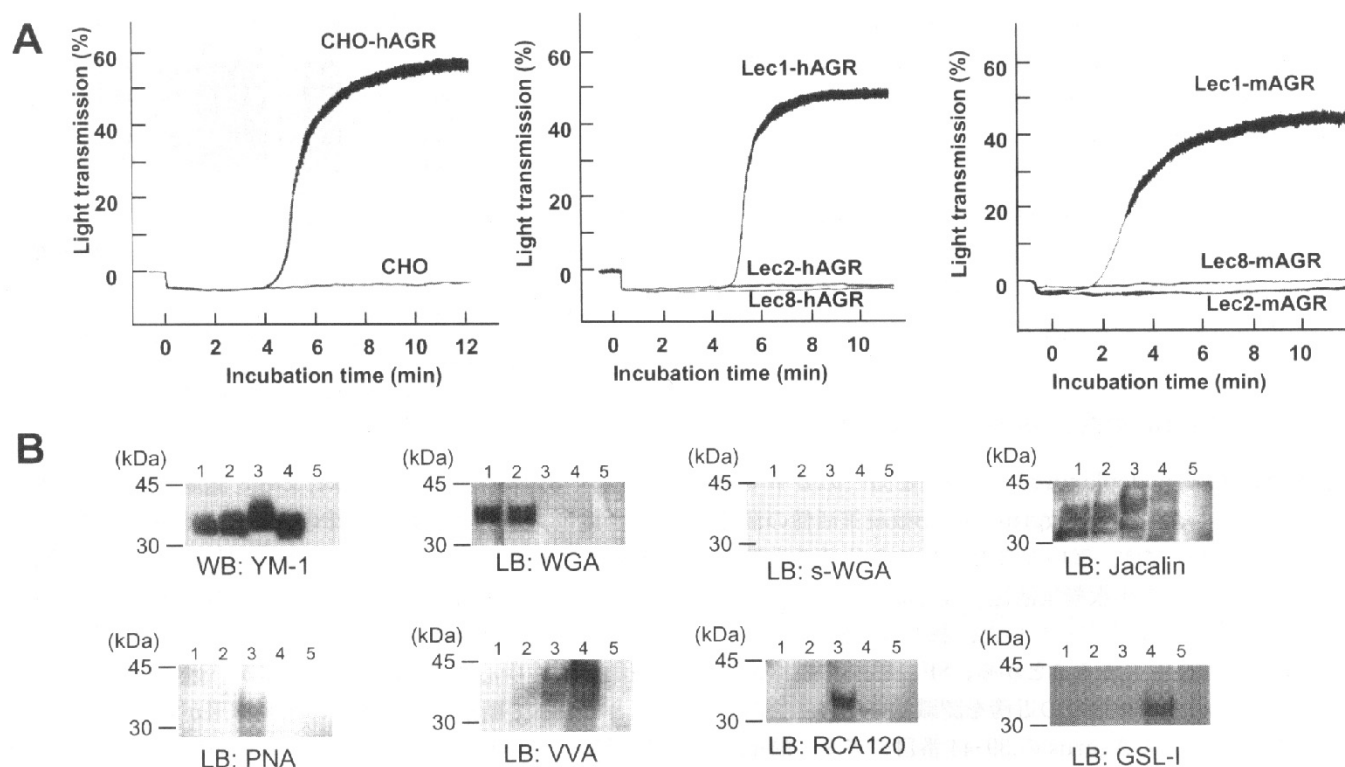 A
Light transmission (%)
60
40
20
0
CHO-hAGR
CHO
0 2 4 6 8 10 12
Incubation time (min)
Light transmission (%)
60
40
20
0
Lec1-hAGR
Lec2-hAGR
Lec8-hAGR
0 2 4 6 8 10
Incubation time (min)
Light transmission (%)
60
40
20
0
Lec1-mAGR
Lec8-mAGR
Lec2-mAGR
0 2 4 6 8 10
Incubation time (min)
B
(kDa) 1 2 3 4 5
45
30
WB: YM-1
(kDa) 1 2 3 4 5
45
30
LB: WGA
(kDa) 1 2 3 4 5
45
30
LB: s-WGA
(kDa) 1 2 3 4 5
45
30
LB: Jacalin
(kDa) 1 2 3 4 5
45
30
LB: PNA
(kDa) 1 2 3 4 5
45
30
LB: VVA
(kDa) 1 2 3 4 5
45
30
LB: RCA120
(kDa) 1 2 3 4 5
45
30
LB: GSL-I